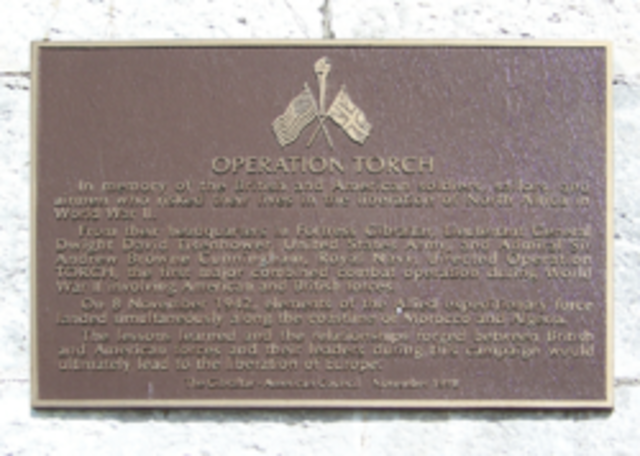 OPERATION TORCH
In memory of the British and American soldiers, sailors and
airmen who risked their lives in the liberation of North Africa in
World War II.
From their headquarters in Fortress Gibraltar, Lieutenant General
Dwight David Eisenhower, United States Army, and Admiral Sir
Andrew Browne Cunningham, Royal Navy, directed Operation
TORCH, the first major combined combat operation during World
War II involving American and British forces.
On 8 November 1942, elements of the Allied expeditionary force
landed simultaneously along the coastlines of Morocco and Algeria.
The lessons learned and the relationships forged between British
and American forces and their leaders during this campaign would
ultimately lead to the liberation of Europe.
The Gibraltar - American Council November